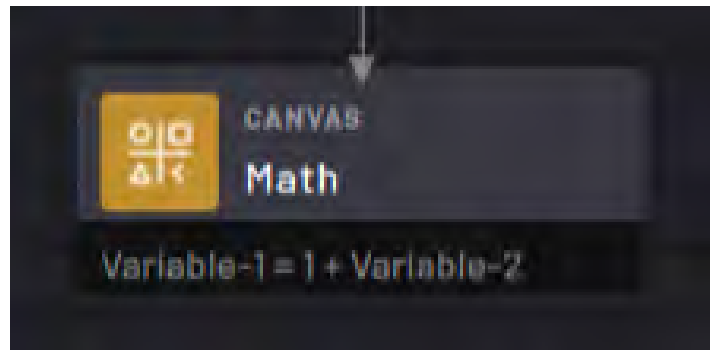 CANVAS
Math
Variable-1 = 1 + Variable-2